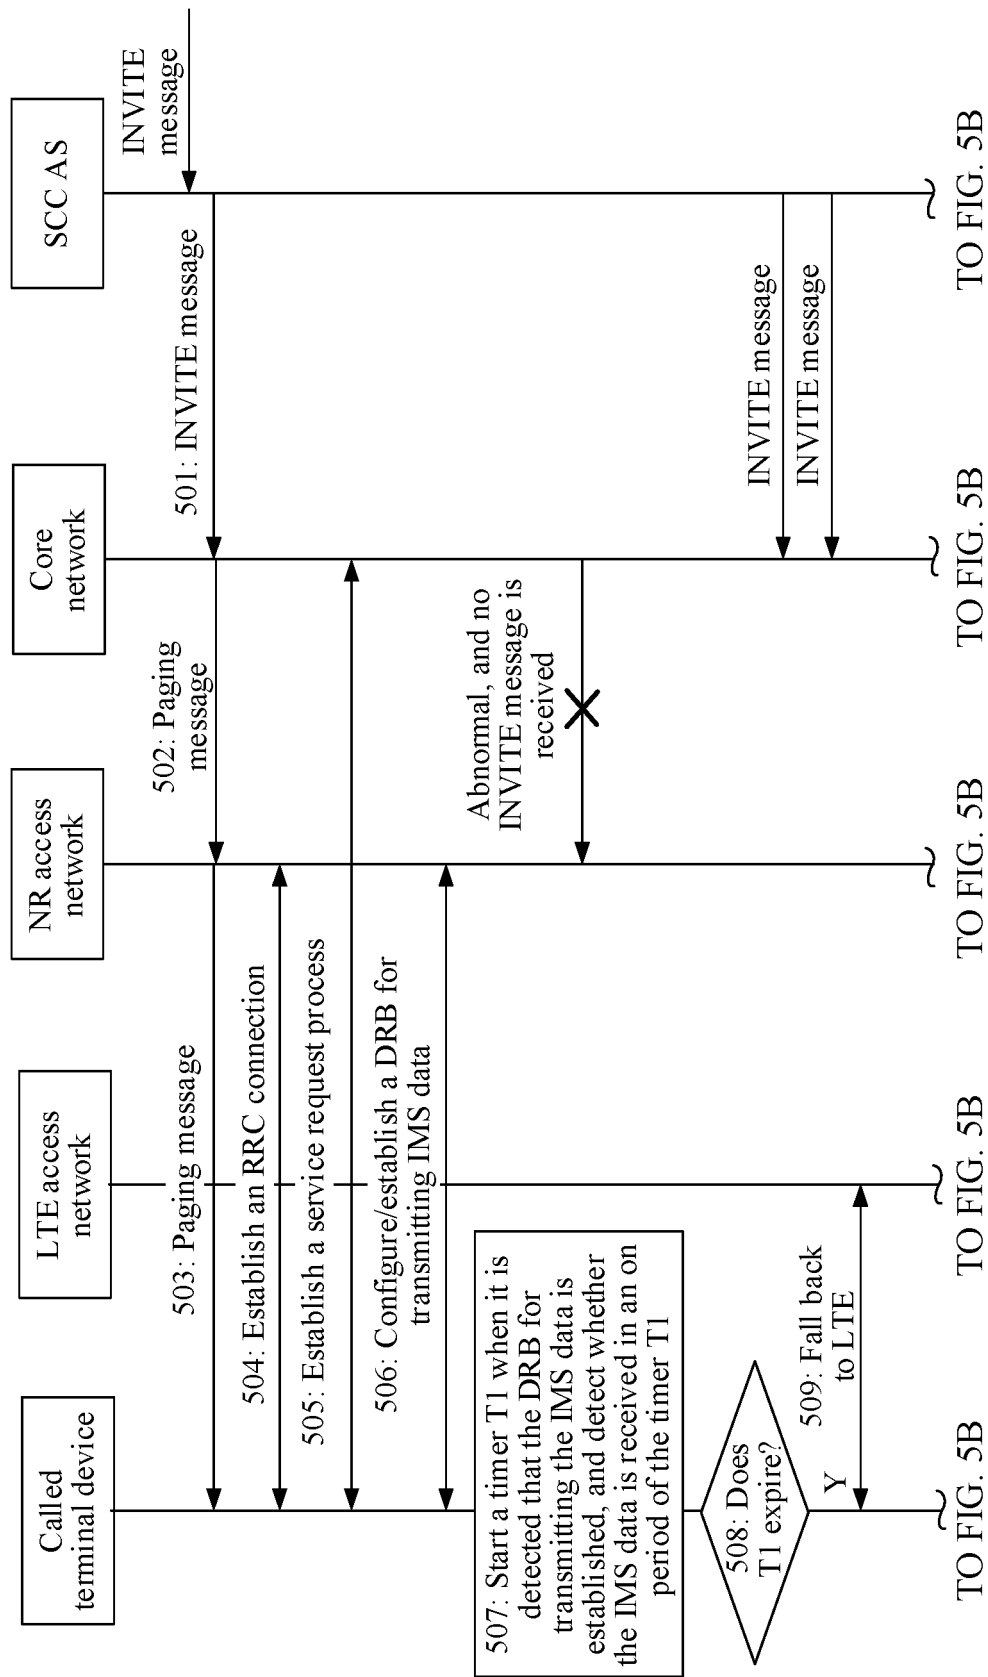 Called
terminal device
LTE access
network
NR access
network
Core
network
SCC AS
INVITE
message
501: INVITE message
502: Paging
message
503: Paging message
504: Establish an RRC connection
505: Establish a service request process
506: Configure/establish a DRB for
transmitting IMS data
Abnormal, and no
INVITE message is
received
507: Start a timer T1 when it is
detected that the DRB for
transmitting the IMS data is
established, and detect whether
the IMS data is received in an on
period of the timer T1
INVITE message
INVITE message
508: Does
T1 expire?
Y
509: Fall back
to LTE
TO FIG. 5B
TO FIG. 5B
TO FIG. 5B
TO FIG. 5B
TO FIG. 5B